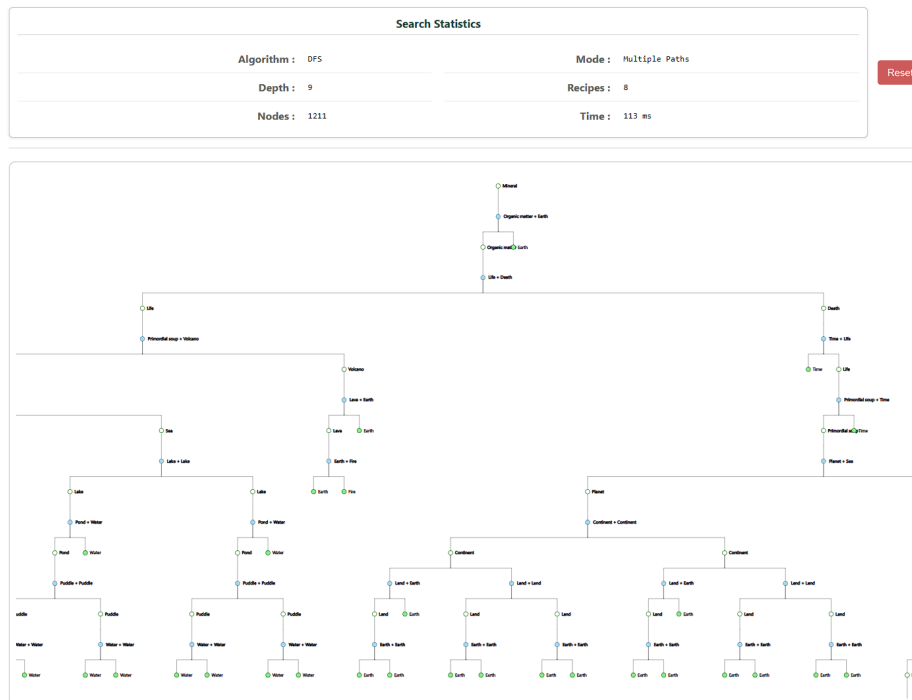 Search Statistics
Algorithm : DFS Mode : Multiple Paths
Depth : 9 Recipes : 8
Nodes : 1211 Time : 113 ms
Reset
Mineral
Organic matter + Earth
Earth
Life + Death
Life Death
Primordial soup + Volcano Time + Life
Volcano Time Life
Lava + Earth Primordial soup + Time
Sea Lava Earth Time
Lake + Lake Earth + Fire Planet + Sea
Lake Lake Earth Fire Planet
Pond + Water Pond + Water Continent + Continent
Pond Water Pond Water Continent Continent
Puddle + Puddle Puddle + Puddle Land + Earth Land + Land Land + Earth Land + Land
Puddle Puddle Puddle Land Earth Land Land Land Earth Land Land
Water + Water Water + Water Water + Water Earth + Earth Earth + Earth Earth + Earth Earth + Earth Earth + Earth Earth + Earth
Water Water Water Water Water Water Water Earth Earth Earth Earth Earth Earth Earth Earth Earth Earth Earth Earth